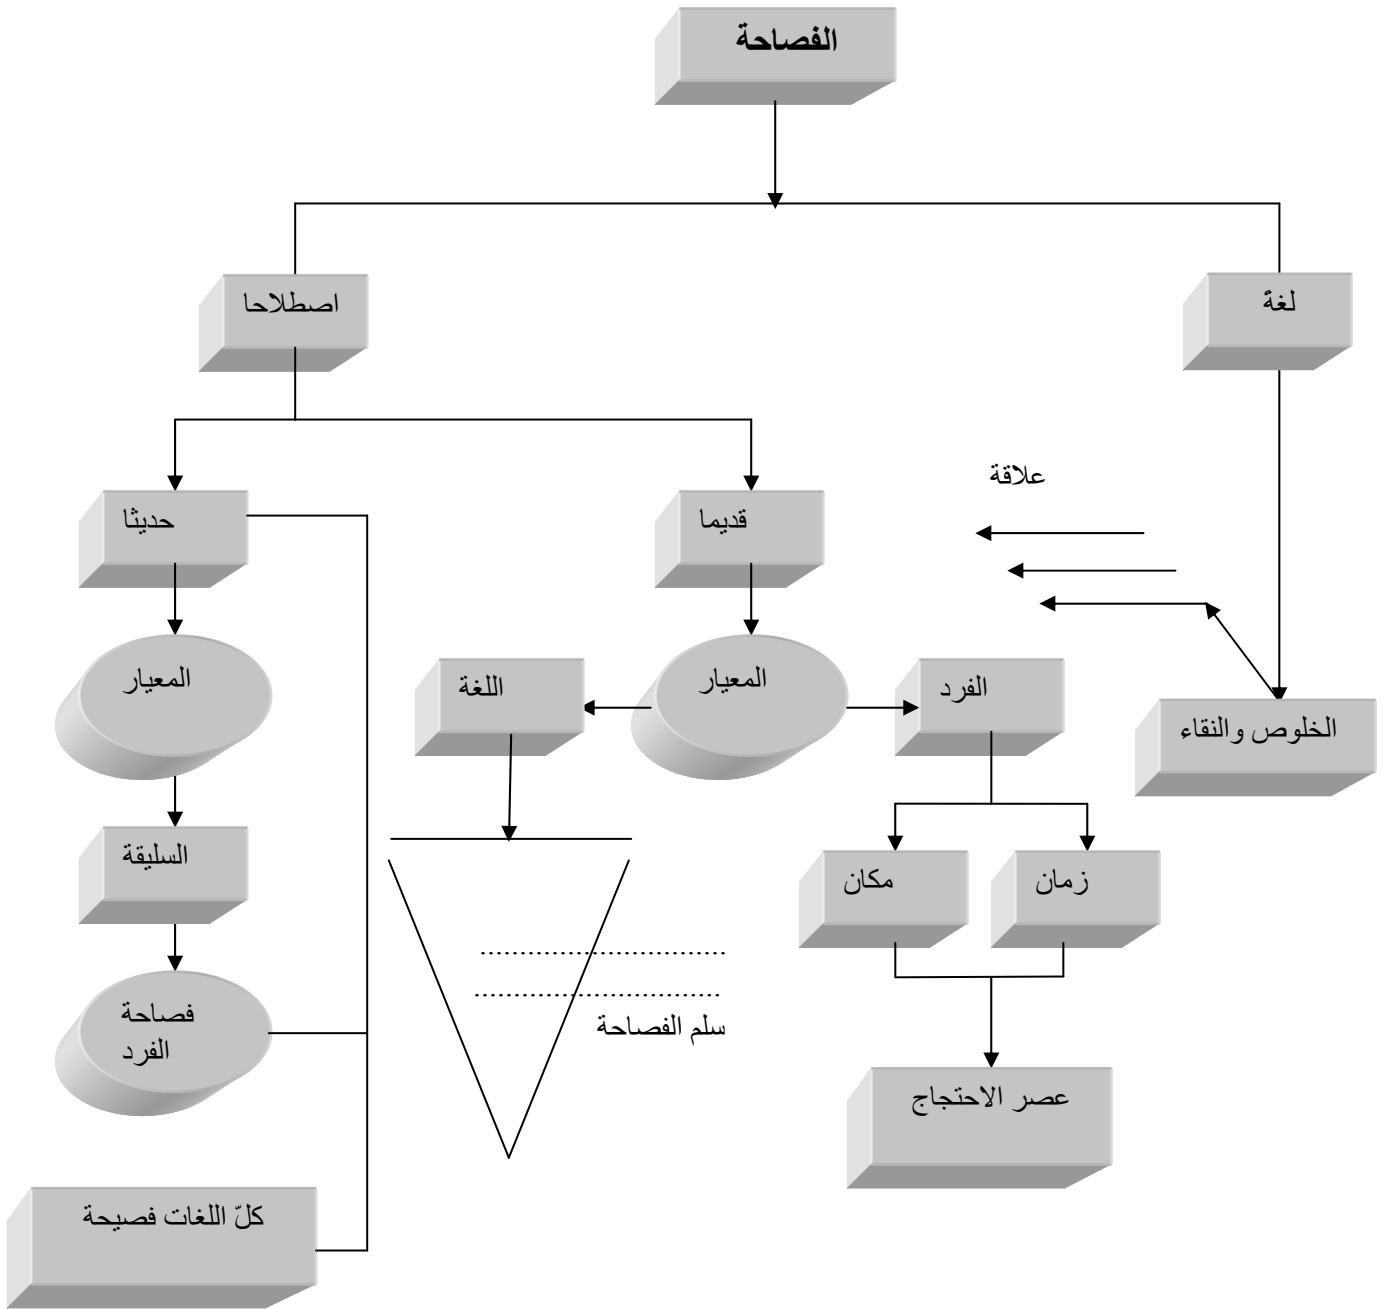 الفصاحة
لغة
اصطلاحا
علاقة
قديما
حديثا
الفرد
المعيار
اللغة
المعيار
الخلوص والنقاء
زمان
مكان
السليقة
سلم الفصاحة
فصاحة
الفرد
عصر الاحتجاج
كلّ اللغات فصيحة